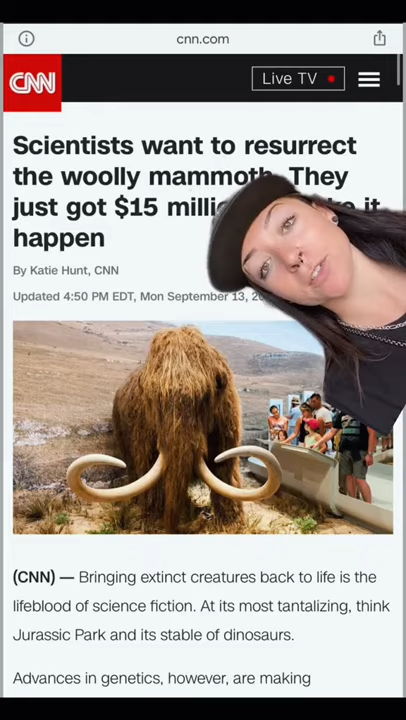 cnn.com
CNN
Live TV
Scientists want to resurrect
the woolly mammoth. They
just got $15 milli it
happen
By Katie Hunt, CNN
Updated 4:50 PM EDT, Mon September 13, 20
(CNN) — Bringing extinct creatures back to life is the
lifeblood of science fiction. At its most tantalizing, think
Jurassic Park and its stable of dinosaurs.
Advances in genetics, however, are making